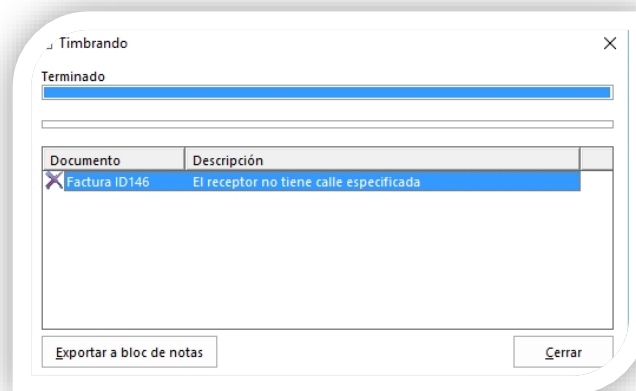 Timbrando
Terminado
Documento Descripción
Factura ID146 El receptor no tiene calle especificada
Exportar a bloc de notas Cerrar